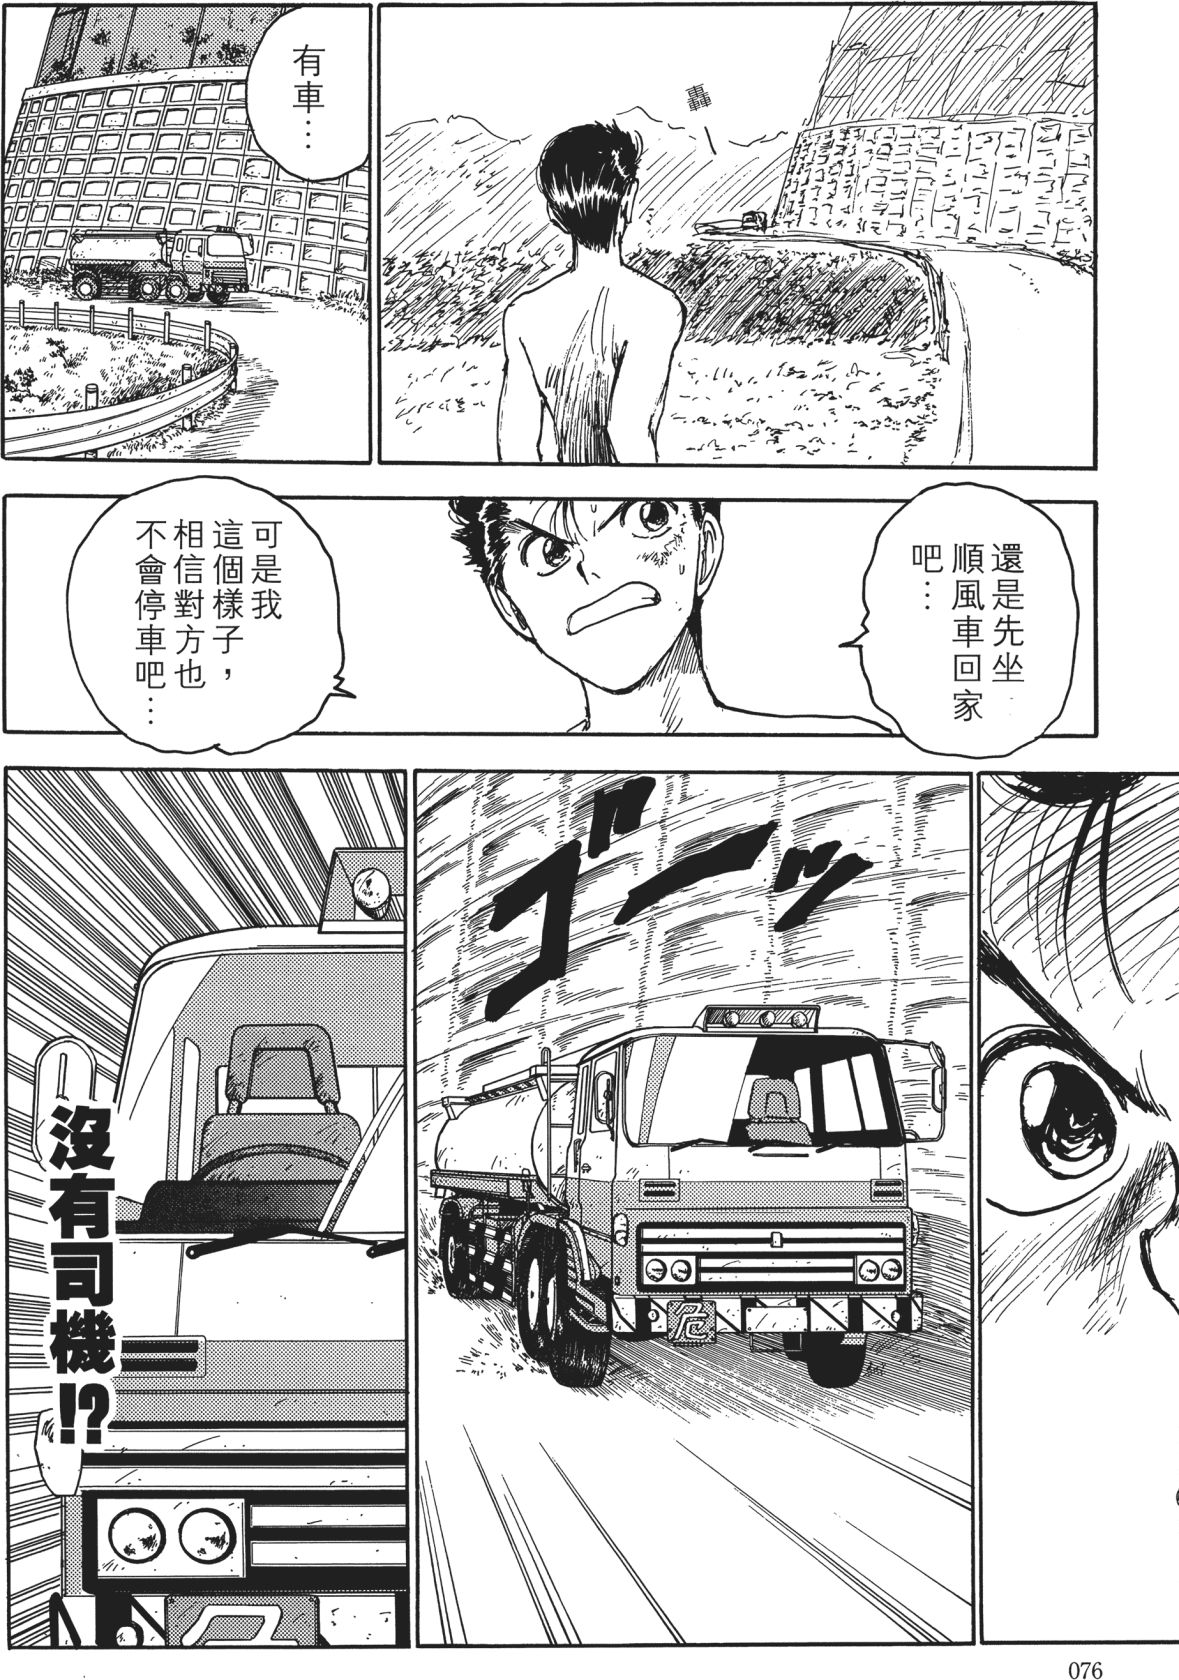 轟
有車…
還是先坐
順風車回家
吧…
可是我
這個樣子，
相信對方也
不會停車吧…
ゴーッ
危
沒有司機!?
危
076